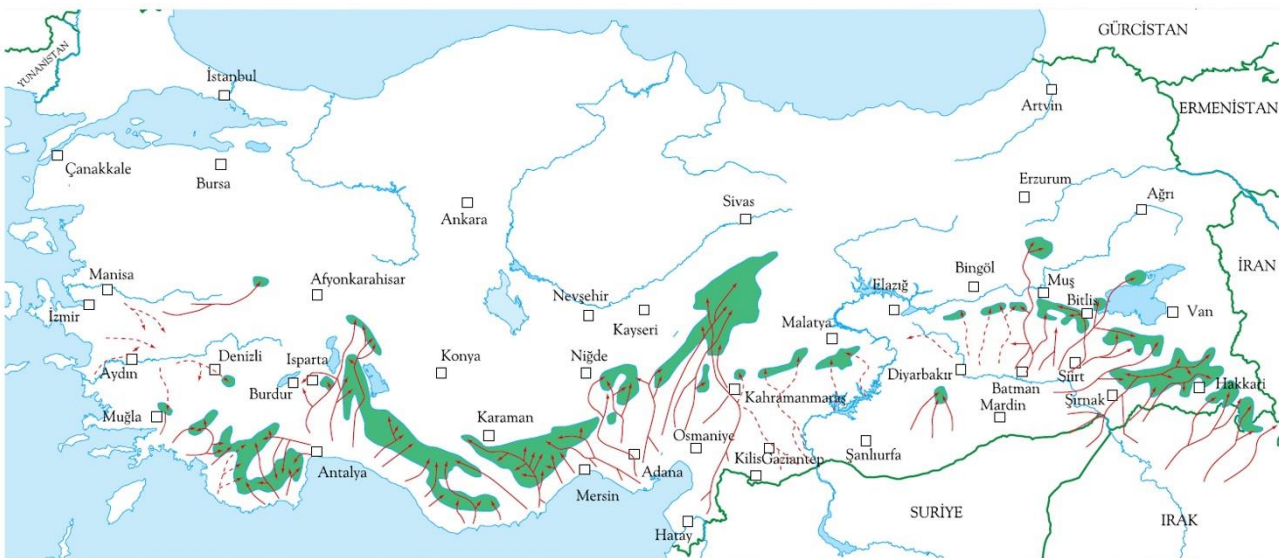 GÜRCİSTAN
YUNANİSTAN
İstanbul
Artvin
ERMENİSTAN
Çanakkale
Bursa
Erzurum
Ağrı
Ankara
Sivas
İRAN
Manisa
Afyonkarahisar
Nevşehir
Elazığ
Bingöl
Muş
Bitlis
İzmir
Kayseri
Malatya
Van
Denizli
Isparta
Konya
Niğde
Aydın
Burdur
Diyarbakır
Batman
Siirt
Hakkari
Kahramanmaraş
Mardin
Şırnak
Muğla
Karaman
Osmaniye
Antalya
Adana
Kilis
Gaziantep
Şanlıurfa
Mersin
Hatay
SURİYE
IRAK